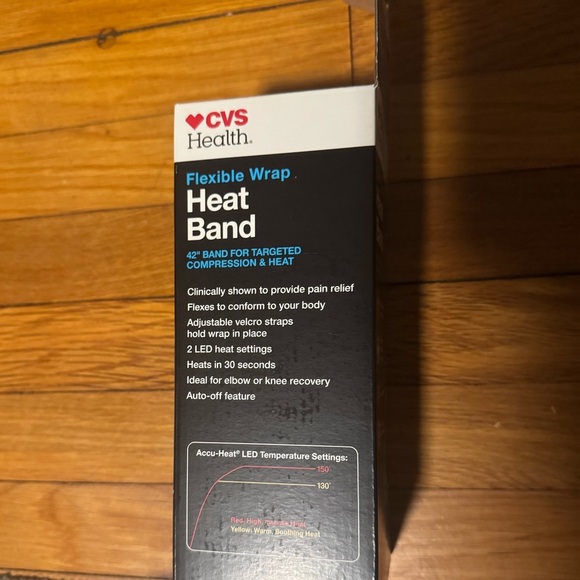 CVS
Health®
Flexible Wrap
Heat
Band
42" BAND FOR TARGETED
COMPRESSION & HEAT
Clinically shown to provide pain relief
Flexes to conform to your body
Adjustable velcro straps
hold wrap in place
2 LED heat settings
Heats in 30 seconds
Ideal for elbow or knee recovery
Auto-off feature
Accu-Heat® LED Temperature Settings:
150°
130°
Red, High, Heat
Yellow: Warm, Soothing Heat